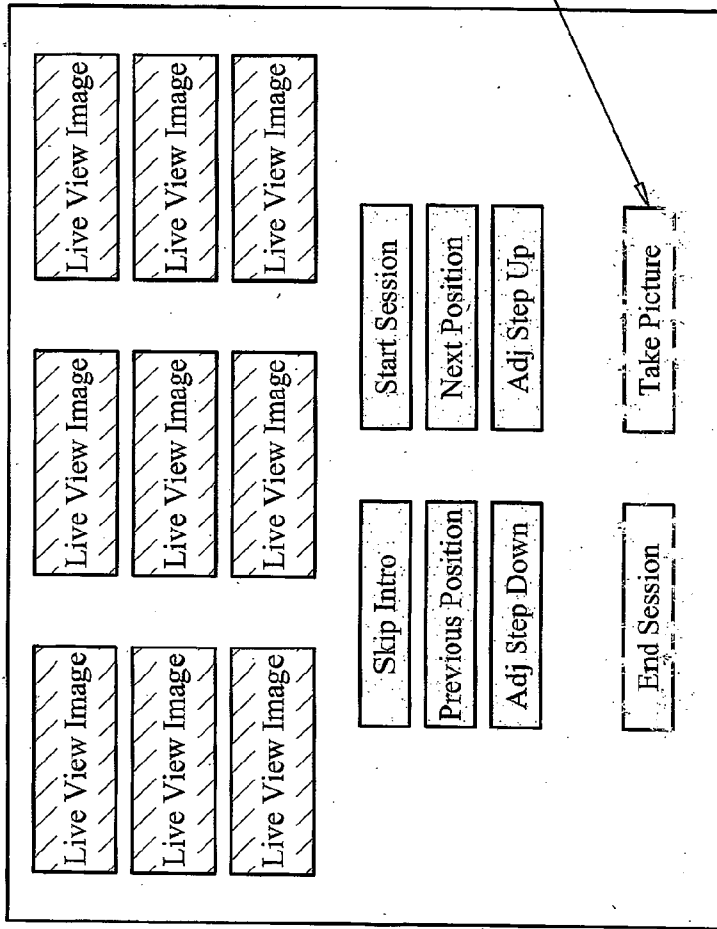 Live View Image Live View Image Live View Image
Live View Image Live View Image Live View Image
Live View Image Live View Image Live View Image
Skip Intro Start Session
Previous Position Next Position
Adj Step Down Adj Step Up
End Session Take Picture